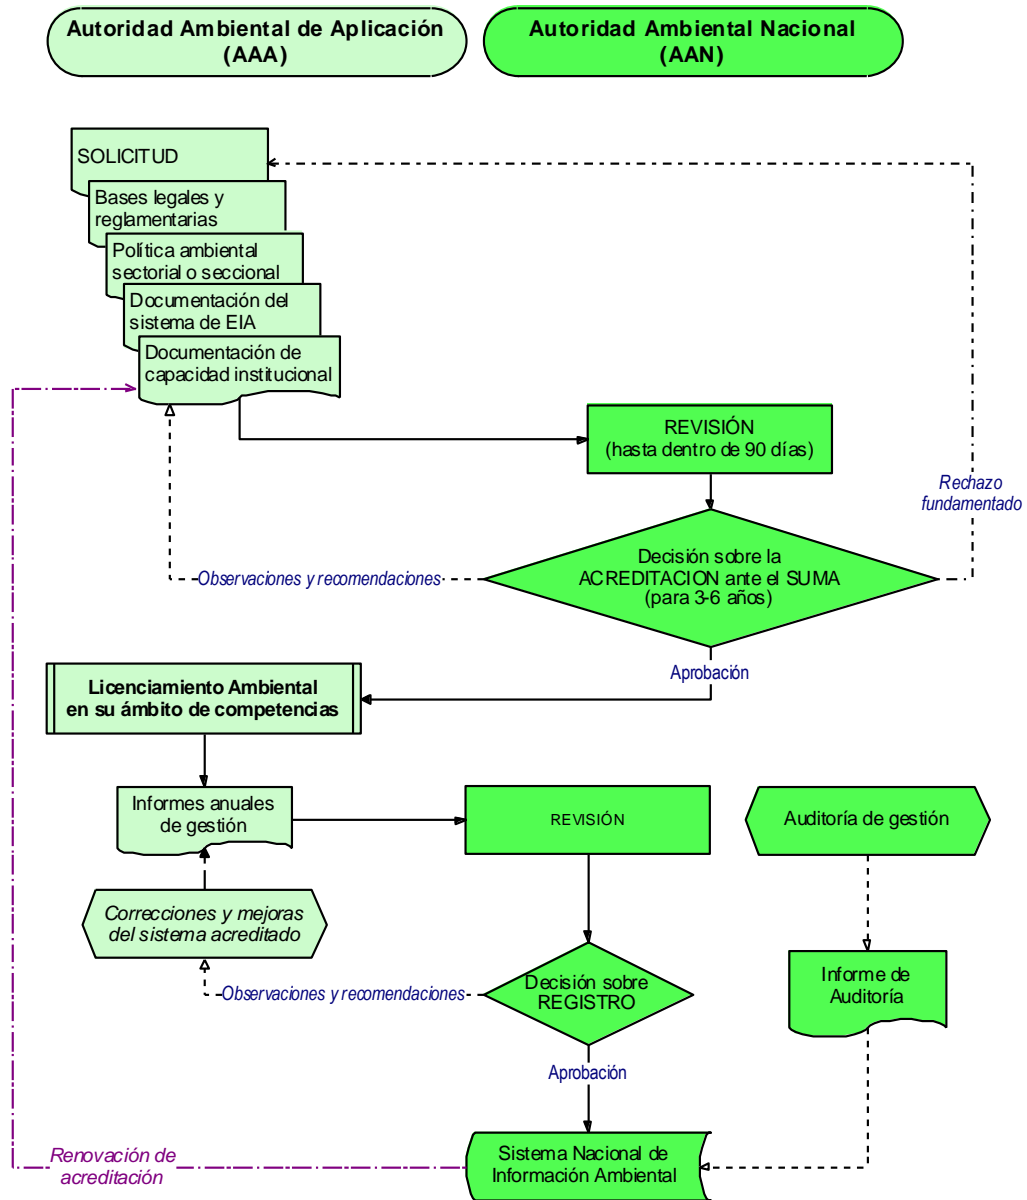 Autoridad Ambiental de Aplicación
(AAA)
Autoridad Ambiental Nacional
(AAN)
SOLICITUD
Bases legales y
reglamentarias
Política ambiental
sectorial o seccional
Documentación del
sistema de EIA
Documentación de
capacidad institucional
REVISIÓN
(hasta dentro de 90 días)
Rechazo
fundamentado
Decisión sobre la
ACREDITACION ante el SUMA
(para 3-6 años)
Observaciones y recomendaciones
Aprobación
Licenciamiento Ambiental
en su ámbito de competencias
Informes anuales
de gestión
REVISIÓN
Auditoría de gestión
Correcciones y mejoras
del sistema acreditado
Informe de
Auditoría
Decisión sobre
REGISTRO
Observaciones y recomendaciones
Aprobación
Sistema Nacional de
Información Ambiental
Renovación de
acreditación